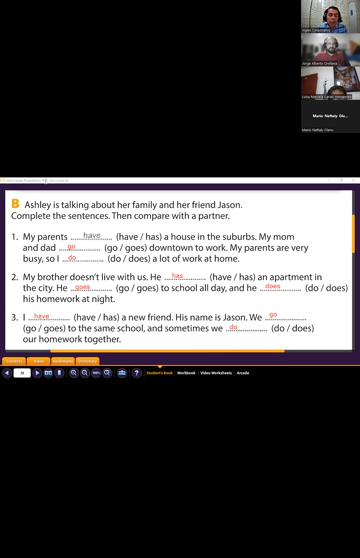 Mario Neftaly Ola...
Mario Neftaly Olano
B Ashley is talking about her family and her friend Jason.
Complete the sentences. Then compare with a partner.
1. My parents have (have / has) a house in the suburbs. My mom
and dad go (go / goes) downtown to work. My parents are very
busy, so I do (do / does) a lot of work at home.
2. My brother doesn't live with us. He has (have / has) an apartment in
the city. He goes (go / goes) to school all day, and he does (do / does)
his homework at night.
3. I have (have / has) a new friend. His name is Jason. We go
(go / goes) to the same school, and sometimes we do (do / does)
our homework together.
Student's Book Workbook Video Worksheets Arcade